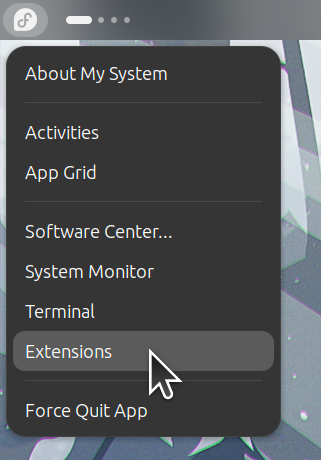 About My System
Activities
App Grid
Software Center...
System Monitor
Terminal
Extensions
Force Quit App